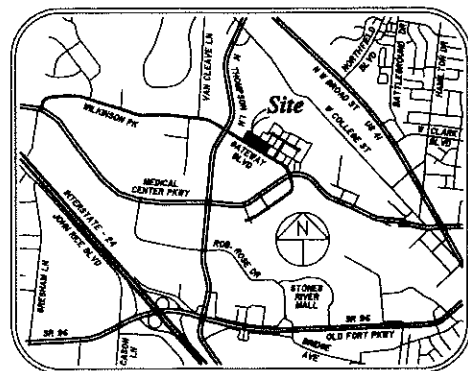 VAN CLEAVE LN
N THOMPSON LN
NORTHFIELD
BLVD
BATTLEGROUND DR
HAMILTON DR
N W BROAD ST US 41
W COLLEGE ST
W CLARK
BLVD
Site
WILKINSON PK
GATEWAY
BLVD
MEDICAL
CENTER PKWY
INTERSTATE - 24
JOHN RICE BLVD
GRESHAM LN
N
ROB. ROSE DR
STONES
RIVER
MALL
SR 96
CASON
LN
SR 96
OLD FORT PKWY
BRIDGE
AVE